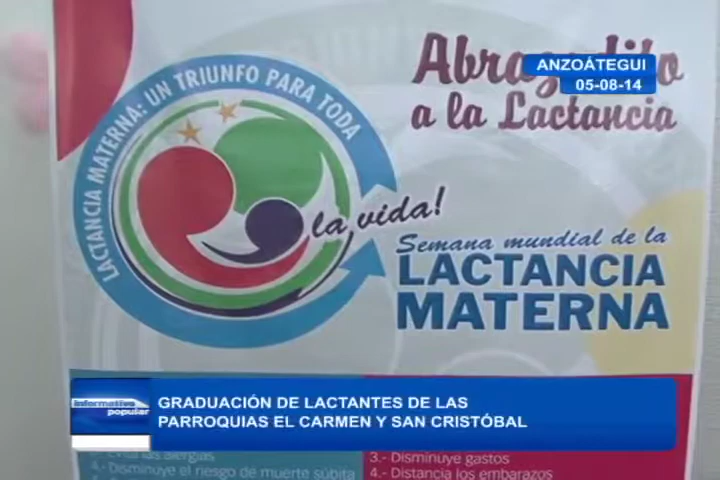 Abrazadito
a la Lactancia
ANZOÁTEGUI
05-08-14
LACTANCIA MATERNA: UN TRIUNFO PARA TODA
la vida!
Semana mundial de la
LACTANCIA
MATERNA
informativo
popular
GRADUACIÓN DE LACTANTES DE LAS
PARROQUIAS EL CARMEN Y SAN CRISTÓBAL
alergias
4.- Disminuye el riesgo de muerte súbita
3.- Disminuye gastos
4.- Distancia los embarazos